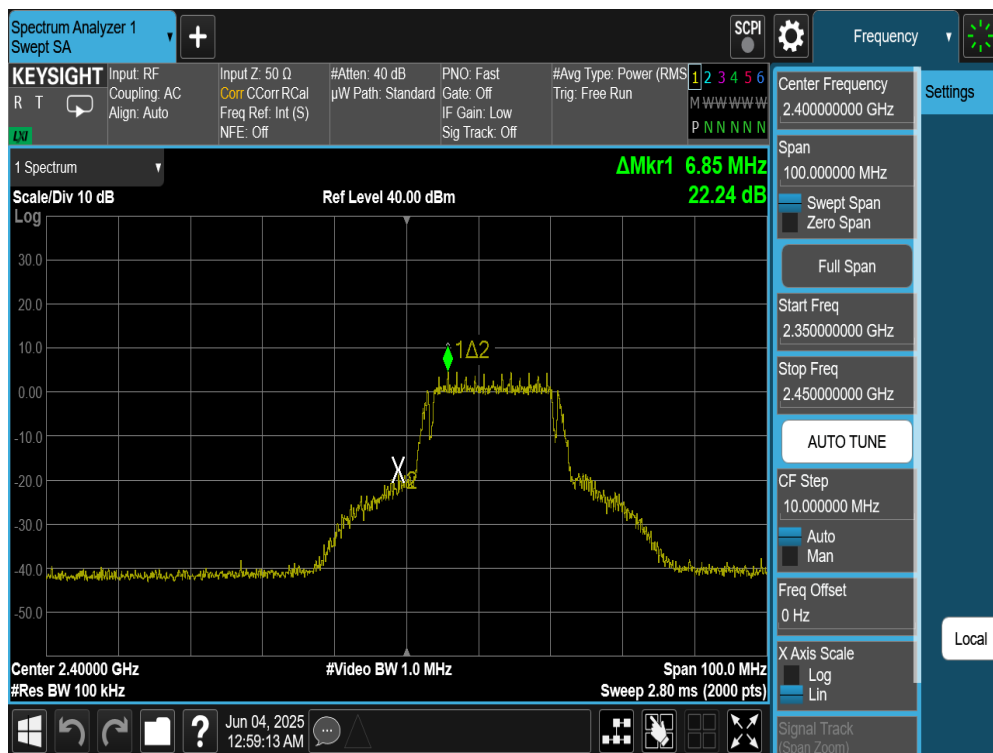 Spectrum Analyzer 1
Swept SA
+
SCPI
Frequency
KEYSIGHT
R T
LXI
Input: RF
Coupling: AC
Align: Auto
Input Z: 50 Ω
Corr CCorr RCal
Freq Ref: Int (S)
NFE: Off
#Atten: 40 dB
µW Path: Standard
PNO: Fast
Gate: Off
IF Gain: Low
Sig Track: Off
#Avg Type: Power (RMS
Trig: Free Run
1 2 3 4 5 6
M W W W W W
P N N N N N
1 Spectrum
ΔMkr1 6.85 MHz
22.24 dB
Scale/Div 10 dB
Ref Level 40.00 dBm
Log
30.0
20.0
10.0
0.00
-10.0
-20.0
-30.0
-40.0
-50.0
1Δ2
X2
Center 2.40000 GHz
#Video BW 1.0 MHz
Span 100.0 MHz
#Res BW 100 kHz
Sweep 2.80 ms (2000 pts)
Center Frequency
2.400000000 GHz
Span
100.000000 MHz
Swept Span
Zero Span
Full Span
Start Freq
2.350000000 GHz
Stop Freq
2.450000000 GHz
AUTO TUNE
CF Step
10.000000 MHz
Auto
Man
Freq Offset
0 Hz
X Axis Scale
Log
Lin
Signal Track
(Span Zoom)
Settings
Local
?
Jun 04, 2025
12:59:13 AM